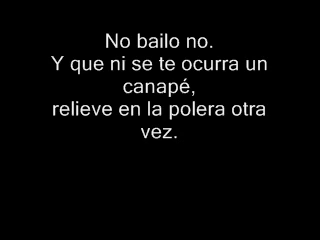 No bailo no.
Y que ni se te ocurra un
canapé,
relieve en la polera otra
vez.